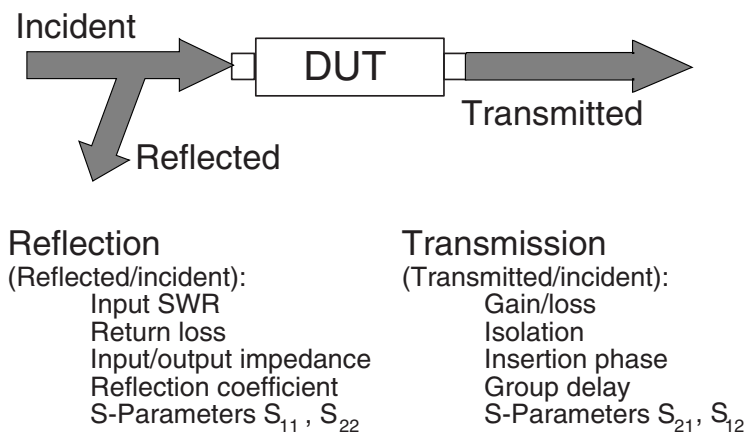 Incident
DUT
Transmitted
Reflected
Reflection
(Reflected/incident):
Input SWR
Return loss
Input/output impedance
Reflection coefficient
S-Parameters S11 , S22
Transmission
(Transmitted/incident):
Gain/loss
Isolation
Insertion phase
Group delay
S-Parameters S21, S12